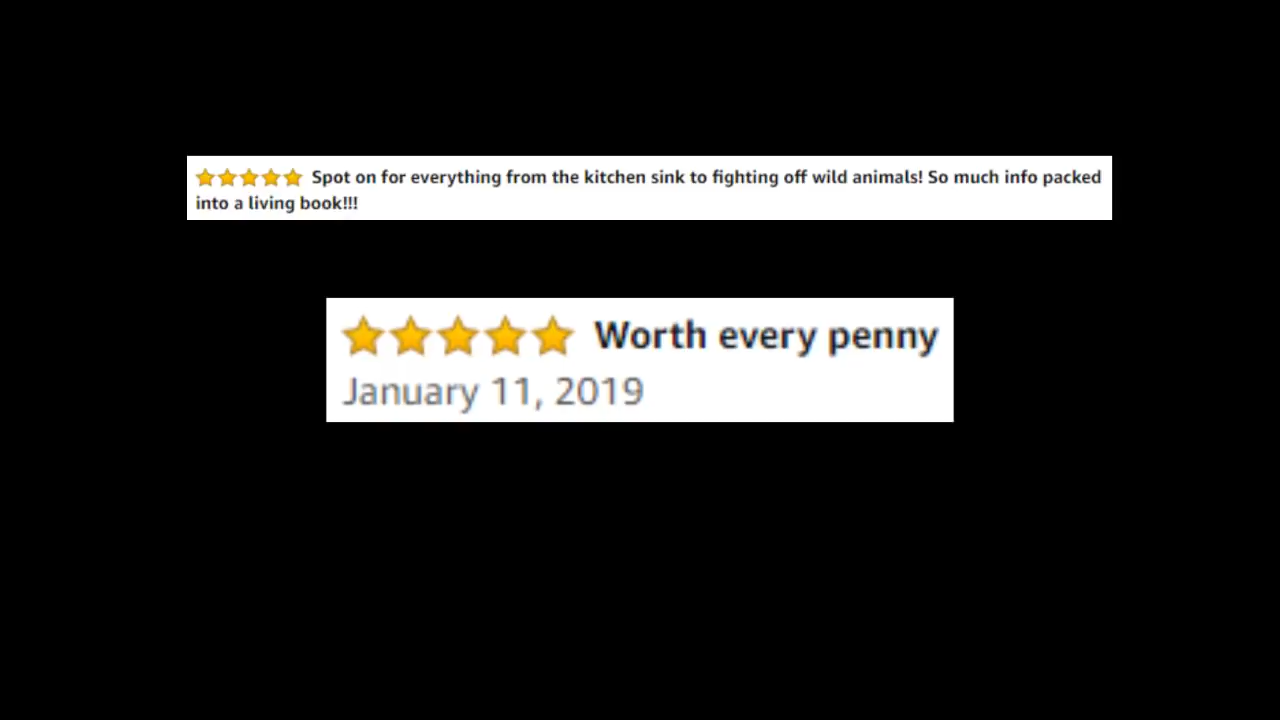 Spot on for everything from the kitchen sink to fighting off wild animals! So much info packed
into a living book!!!
Worth every penny
January 11, 2019